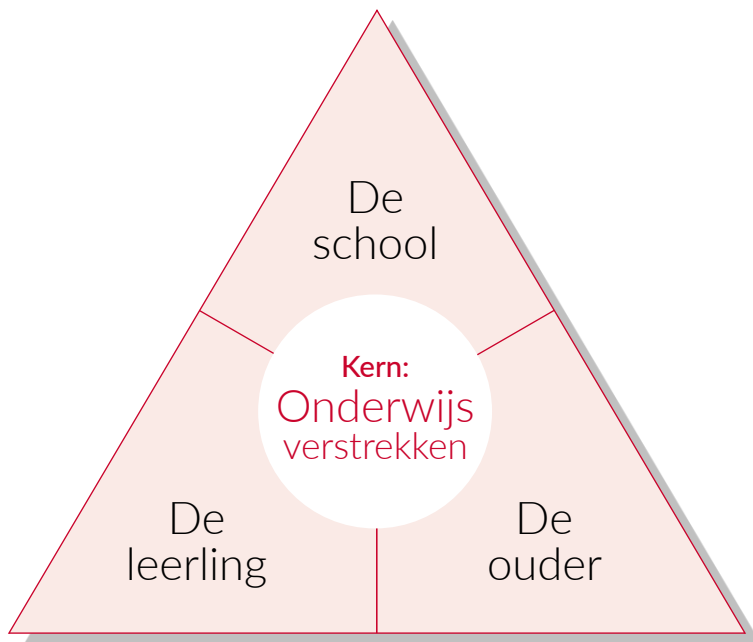 De
school
Kern:
Onderwijs
verstrekken
De
leerling
De
ouder